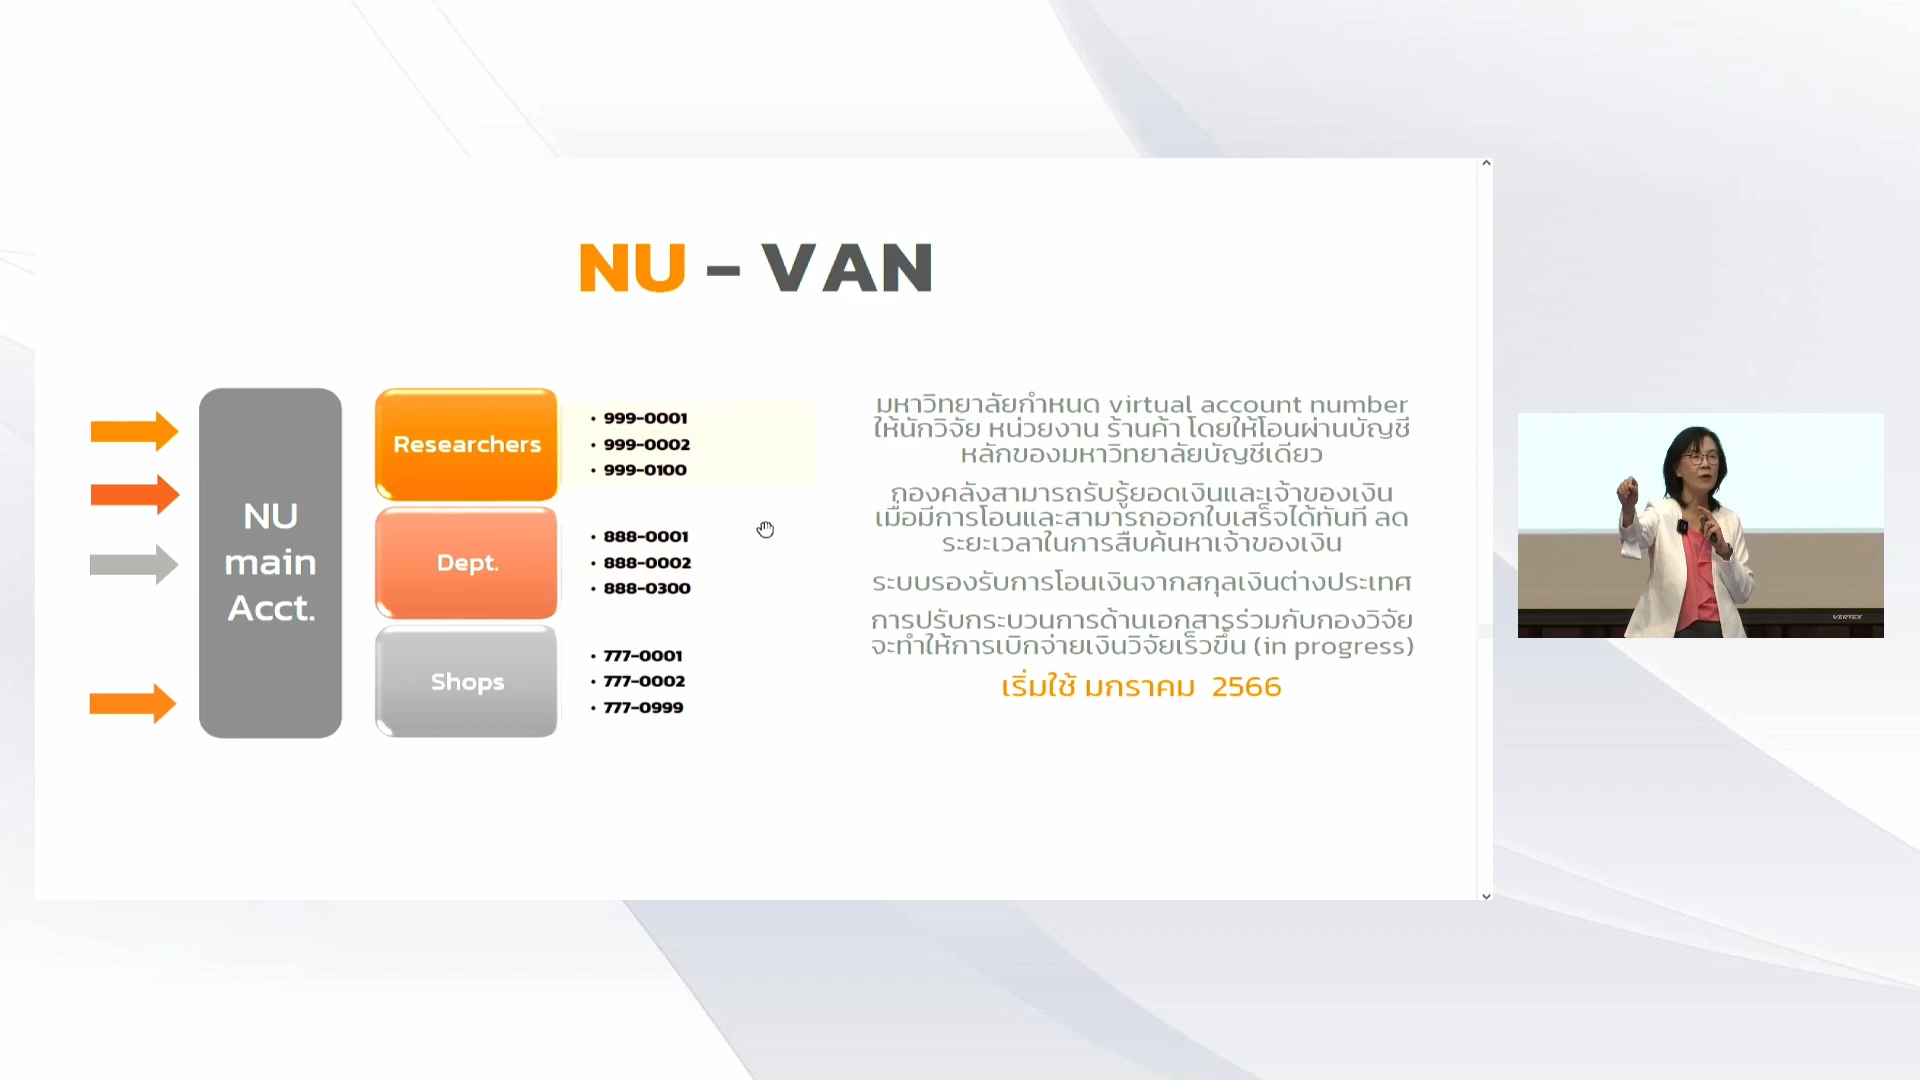 NU – VAN
NU
main
Acct.
Researchers
• 999-0001
• 999-0002
• 999-0100
Dept.
• 888-0001
• 888-0002
• 888-0300
Shops
• 777-0001
• 777-0002
• 777-0999
มหาวิทยาลัยกำหนด virtual account number
ให้นักวิจัย หน่วยงาน ร้านค้า โดยให้โอนผ่านบัญชี
หลักของมหาวิทยาลัยบัญชีเดียว
กองคลังสามารถรับรู้ยอดเงินและเจ้าของเงิน
เมื่อมีการโอนและสามารถออกใบเสร็จได้ทันที ลด
ระยะเวลาในการสืบค้นหาเจ้าของเงิน
ระบบรองรับการโอนเงินจากสกุลเงินต่างประเทศ
การปรับกระบวนการด้านเอกสารร่วมกับกองวิจัย
จะทำให้การเบิกจ่ายเงินวิจัยเร็วขึ้น (in progress)
เริ่มใช้ มกราคม 2566
VERTEX